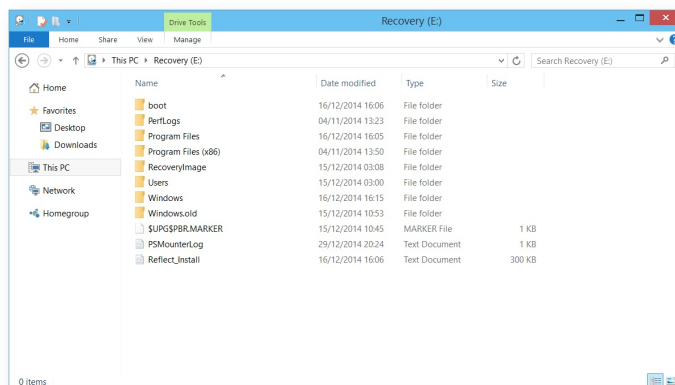 Drive Tools Recovery (E:)
File Home Share View Manage
This PC Recovery (E:) Search Recovery (E:)
Name Date modified Type Size
Home
Favorites
Desktop
Downloads
This PC
Network
Homegroup
boot 16/12/2014 16:06 File folder
PerfLogs 04/11/2014 13:23 File folder
Program Files 16/12/2014 16:05 File folder
Program Files (x86) 04/11/2014 13:50 File folder
RecoveryImage 15/12/2014 03:08 File folder
Users 15/12/2014 03:00 File folder
Windows 16/12/2014 16:15 File folder
Windows.old 15/12/2014 10:53 File folder
$UPG$PBR.MARKER 15/12/2014 10:45 MARKER File 1 KB
PSMounterLog 29/12/2014 20:24 Text Document 1 KB
Reflect_Install 16/12/2014 16:06 Text Document 300 KB
0 items